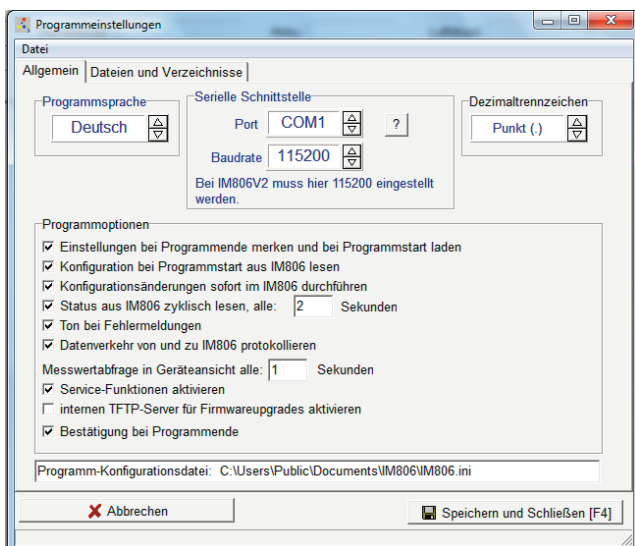 Programmeinstellungen
Datei
Allgemein Dateien und Verzeichnisse
Programmsprache
Deutsch
Serielle Schnittstelle
Port COM1 ?
Baudrate 115200
Bei IM806V2 muss hier 115200 eingestellt
werden.
Dezimaltrennzeichen
Punkt (.)
Programmoptionen
Einstellungen bei Programmende merken und bei Programmstart laden
Konfiguration bei Programmstart aus IM806 lesen
Konfigurationsänderungen sofort im IM806 durchführen
Status aus IM806 zyklisch lesen, alle: 2 Sekunden
Ton bei Fehlermeldungen
Datenverkehr von und zu IM806 protokollieren
Messwertabfrage in Geräteansicht alle: 1 Sekunden
Service-Funktionen aktivieren
internen TFTP-Server für Firmwareupgrades aktivieren
Bestätigung bei Programmende
Programm-Konfigurationsdatei: C:\Users\Public\Documents\IM806\IM806.ini
Abbrechen
Speichern und Schließen [F4]